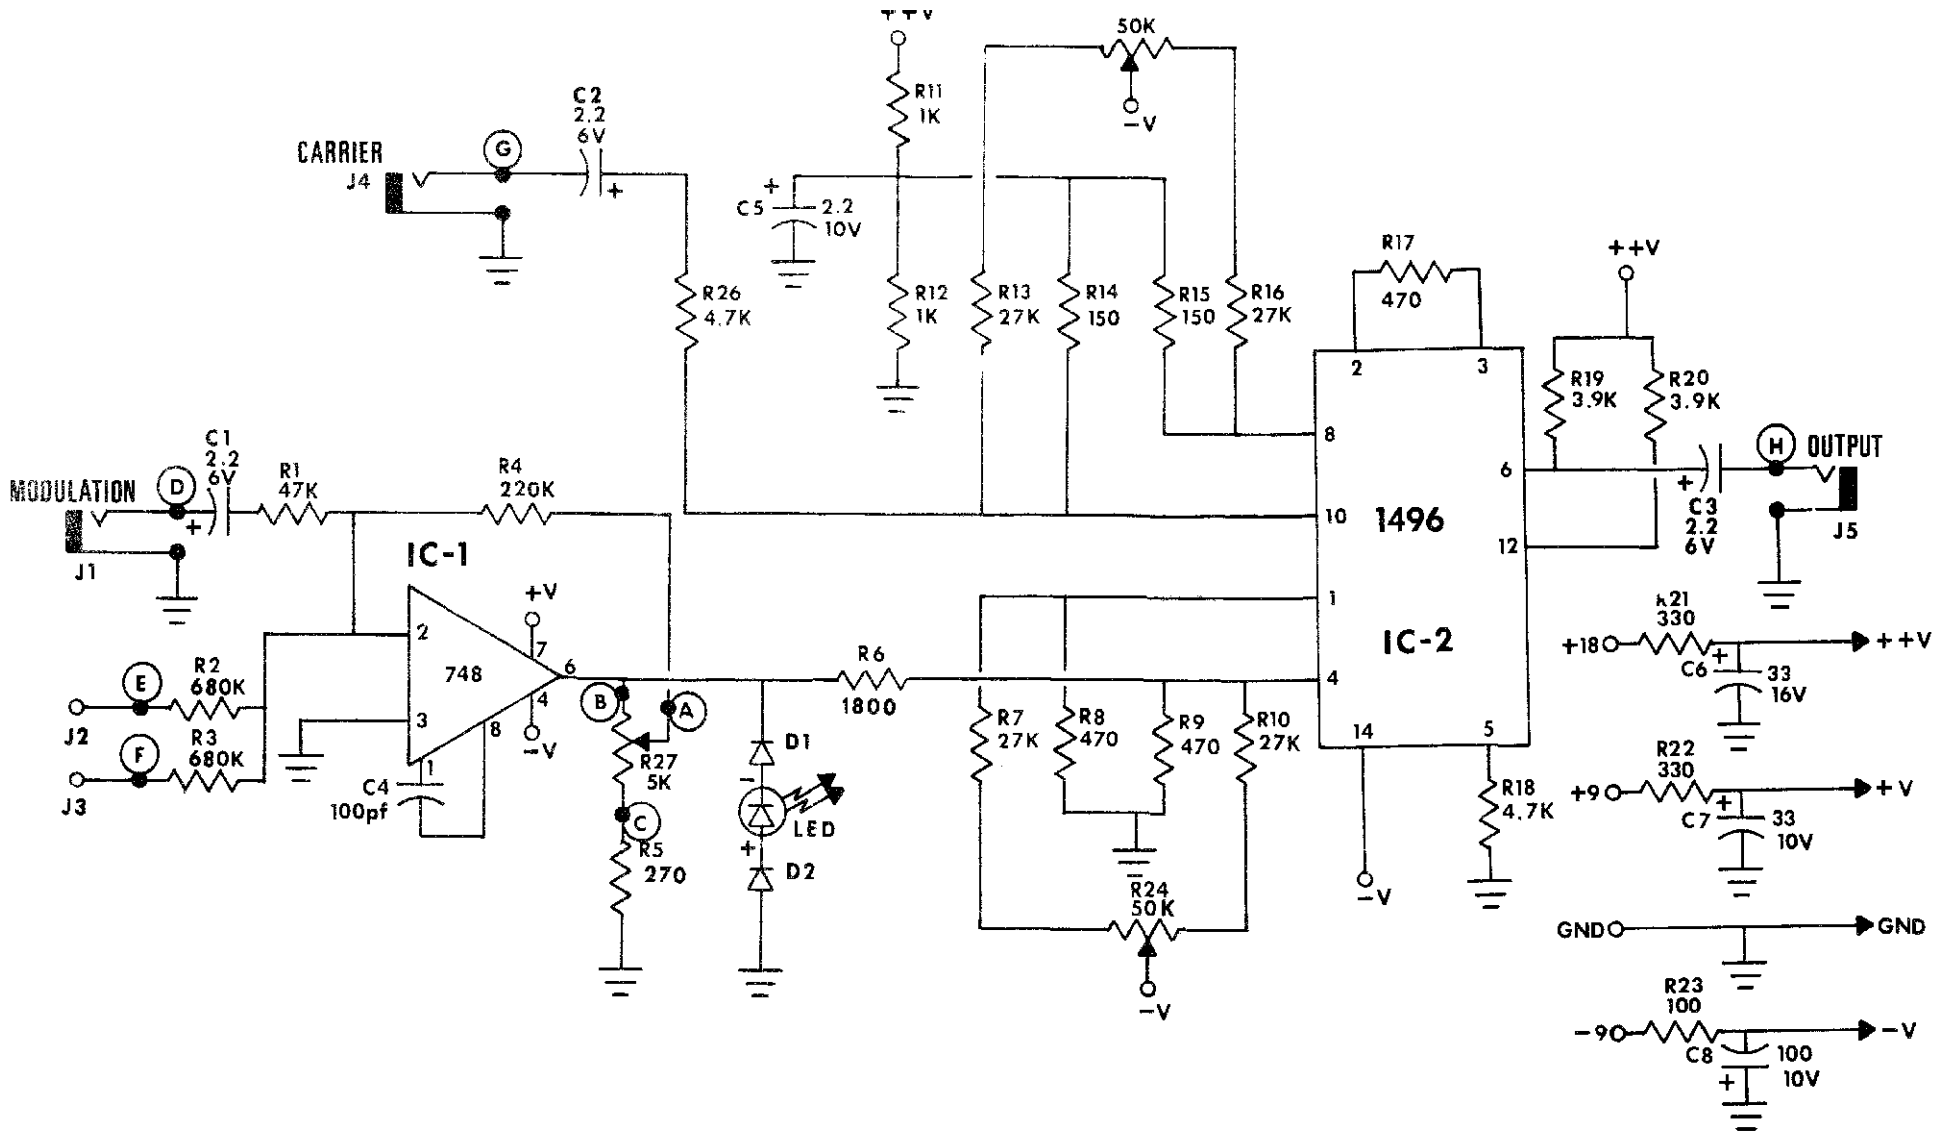 ++V
50K
-V
R11
1K
C2
2.2
6V
+
G
CARRIER
J4
+
C5
2.2
10V
R26
4.7K
R12
1K
R13
27K
R14
150
R15
150
R16
27K
R17
470
++V
2
3
R19
3.9K
R20
3.9K
8
6
10
12
1496
H
OUTPUT
+
C3
2.2
6V
J5
MODULATION
D
C1
2.2
6V
+
R1
47K
R4
220K
J1
IC-1
+V
2
7
748
6
3
8
4
-V
1
E
R2
680K
J2
F
R3
680K
J3
C4
100pf
B
A
R27
5K
C
R5
270
D1
-
LED
+
D2
R6
1800
1
IC-2
4
R7
27K
R8
470
R9
470
R10
27K
14
5
R18
4.7K
-V
R24
50K
-V
R21
330
+18
++V
C6
+
33
16V
R22
330
+9
+V
C7
+
33
10V
GND
GND
R23
100
-9
-V
C8
+
100
10V